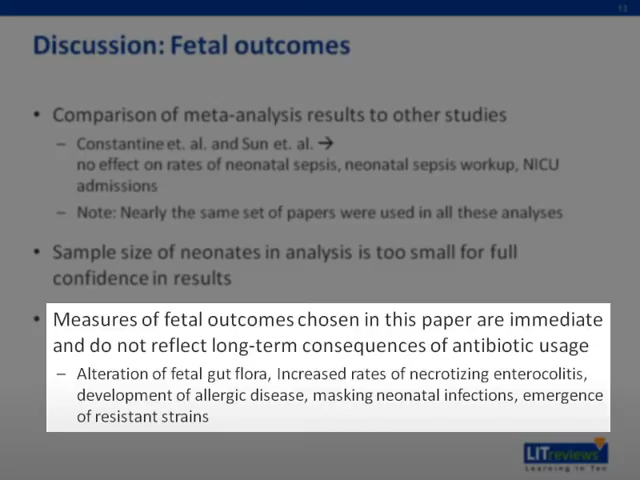 13
Discussion: Fetal outcomes
• Comparison of meta-analysis results to other studies
– Constantine et. al. and Sun et. al. →
no effect on rates of neonatal sepsis, neonatal sepsis workup, NICU
admissions
– Note: Nearly the same set of papers were used in all these analyses
• Sample size of neonates in analysis is too small for full
confidence in results
• Measures of fetal outcomes chosen in this paper are immediate
and do not reflect long-term consequences of antibiotic usage
– Alteration of fetal gut flora, Increased rates of necrotizing enterocolitis,
development of allergic disease, masking neonatal infections, emergence
of resistant strains
LITreviews
Learning in Ten